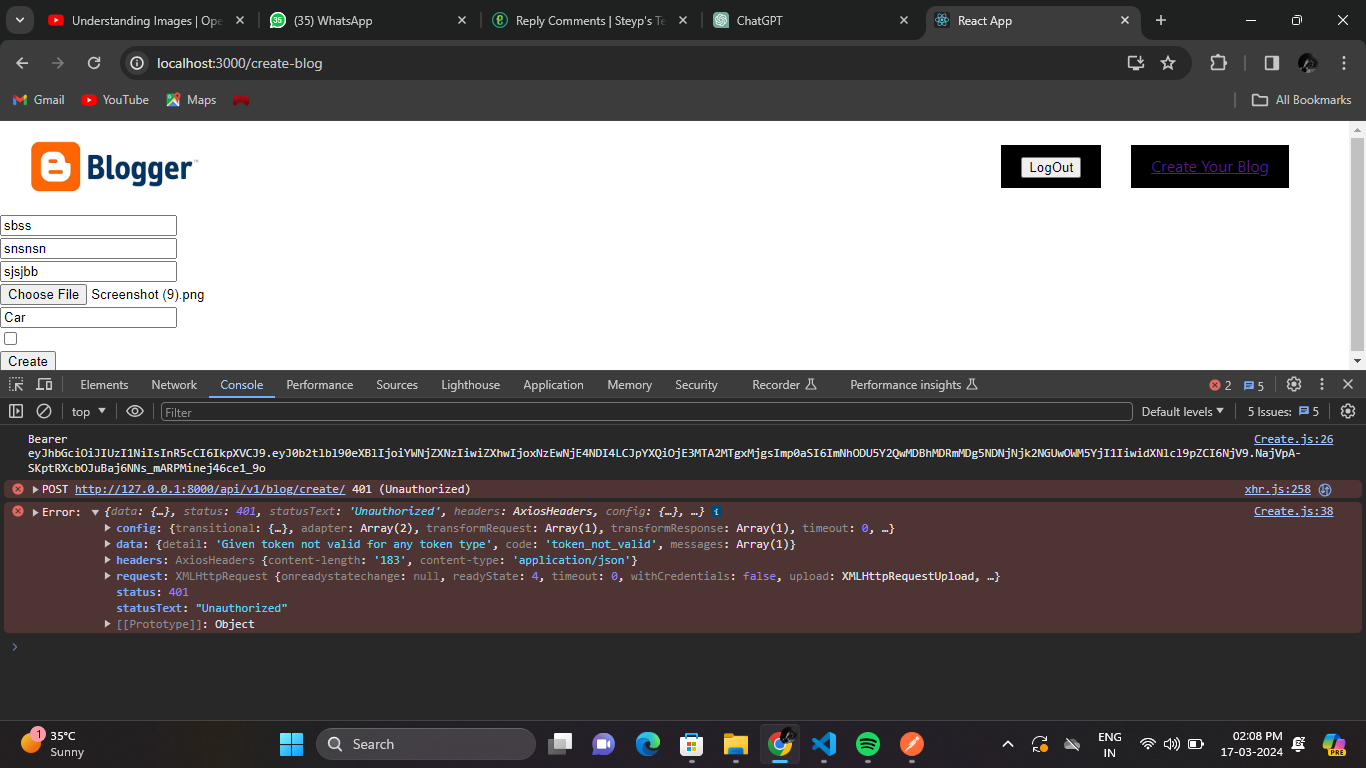 Understanding Images | Ope
(35) WhatsApp
Reply Comments | Steyp's Te
ChatGPT
React App
localhost:3000/create-blog
Gmail
YouTube
Maps
All Bookmarks
Blogger
LogOut
Create Your Blog
sbss
snsnsn
sjsjbb
Choose File Screenshot (9).png
Car
Create
Elements Network Console Performance Sources Lighthouse Application Memory Security Recorder Performance insights 2 5
top Filter Default levels 5 Issues: 5
Bearer Create.js:26
POST http://127.0.0.1:8000/api/v1/blog/create/ 401 (Unauthorized) xhr.js:258
Error: {data: {…}, status: 401, statusText: 'Unauthorized', headers: AxiosHeaders, config: {…}, …} Create.js:38
config: {transitional: {…}, adapter: Array(2), transformRequest: Array(1), transformResponse: Array(1), timeout: 0, …}
data: {detail: 'Given token not valid for any token type', code: 'token_not_valid', messages: Array(1)}
headers: AxiosHeaders {content-length: '183', content-type: 'application/json'}
request: XMLHttpRequest {onreadystatechange: null, readyState: 4, timeout: 0, withCredentials: false, upload: XMLHttpRequestUpload, …}
status: 401
statusText: "Unauthorized"
[[Prototype]]: Object
1
35°C
Sunny
Search
ENG
IN
02:08 PM
17-03-2024
PRE